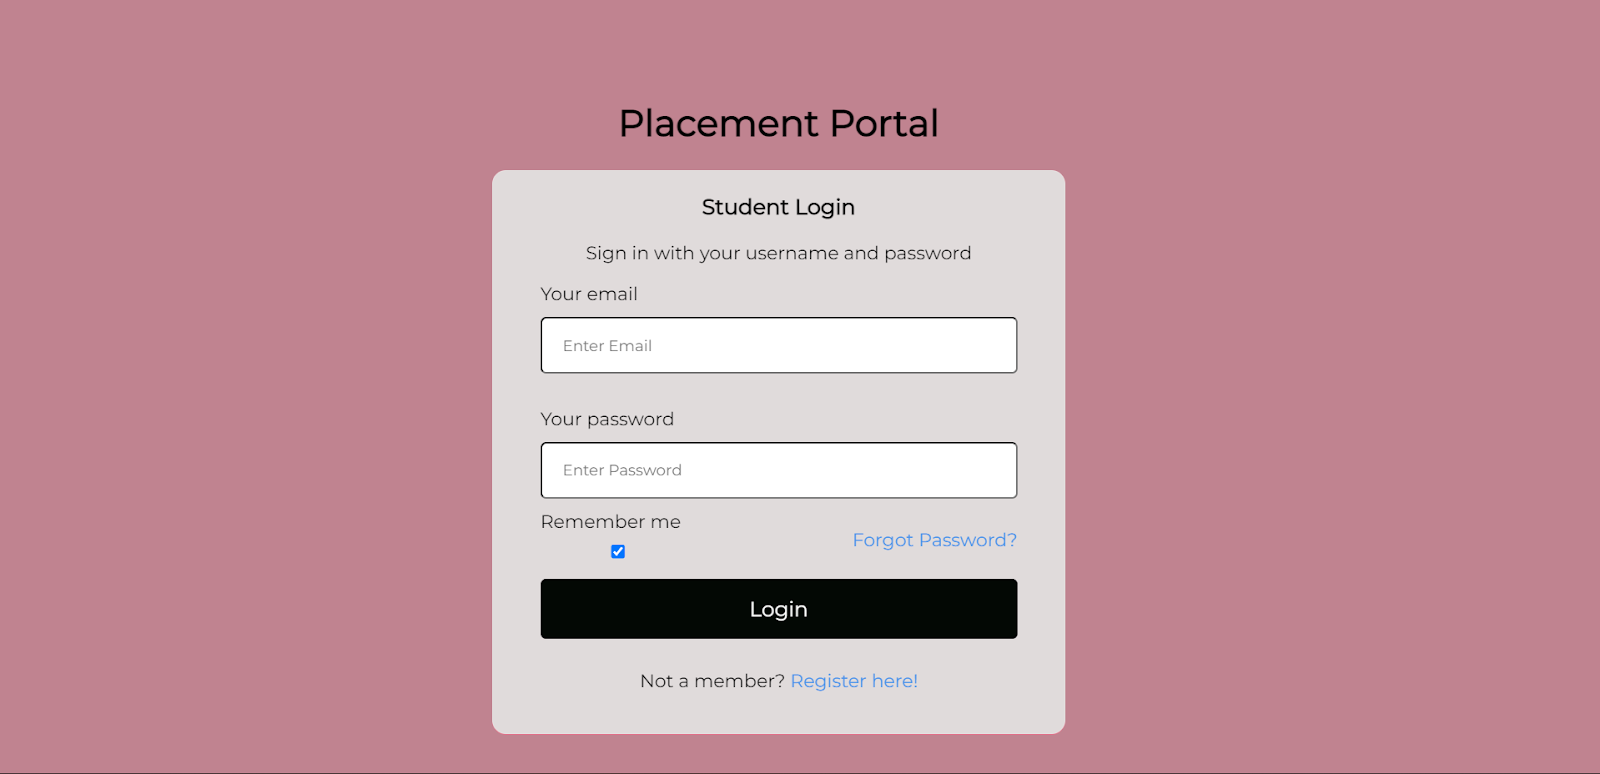 Placement Portal
Student Login
Sign in with your username and password
Your email
Enter Email
Your password
Enter Password
Remember me
Forgot Password?
Login
Not a member? Register here!